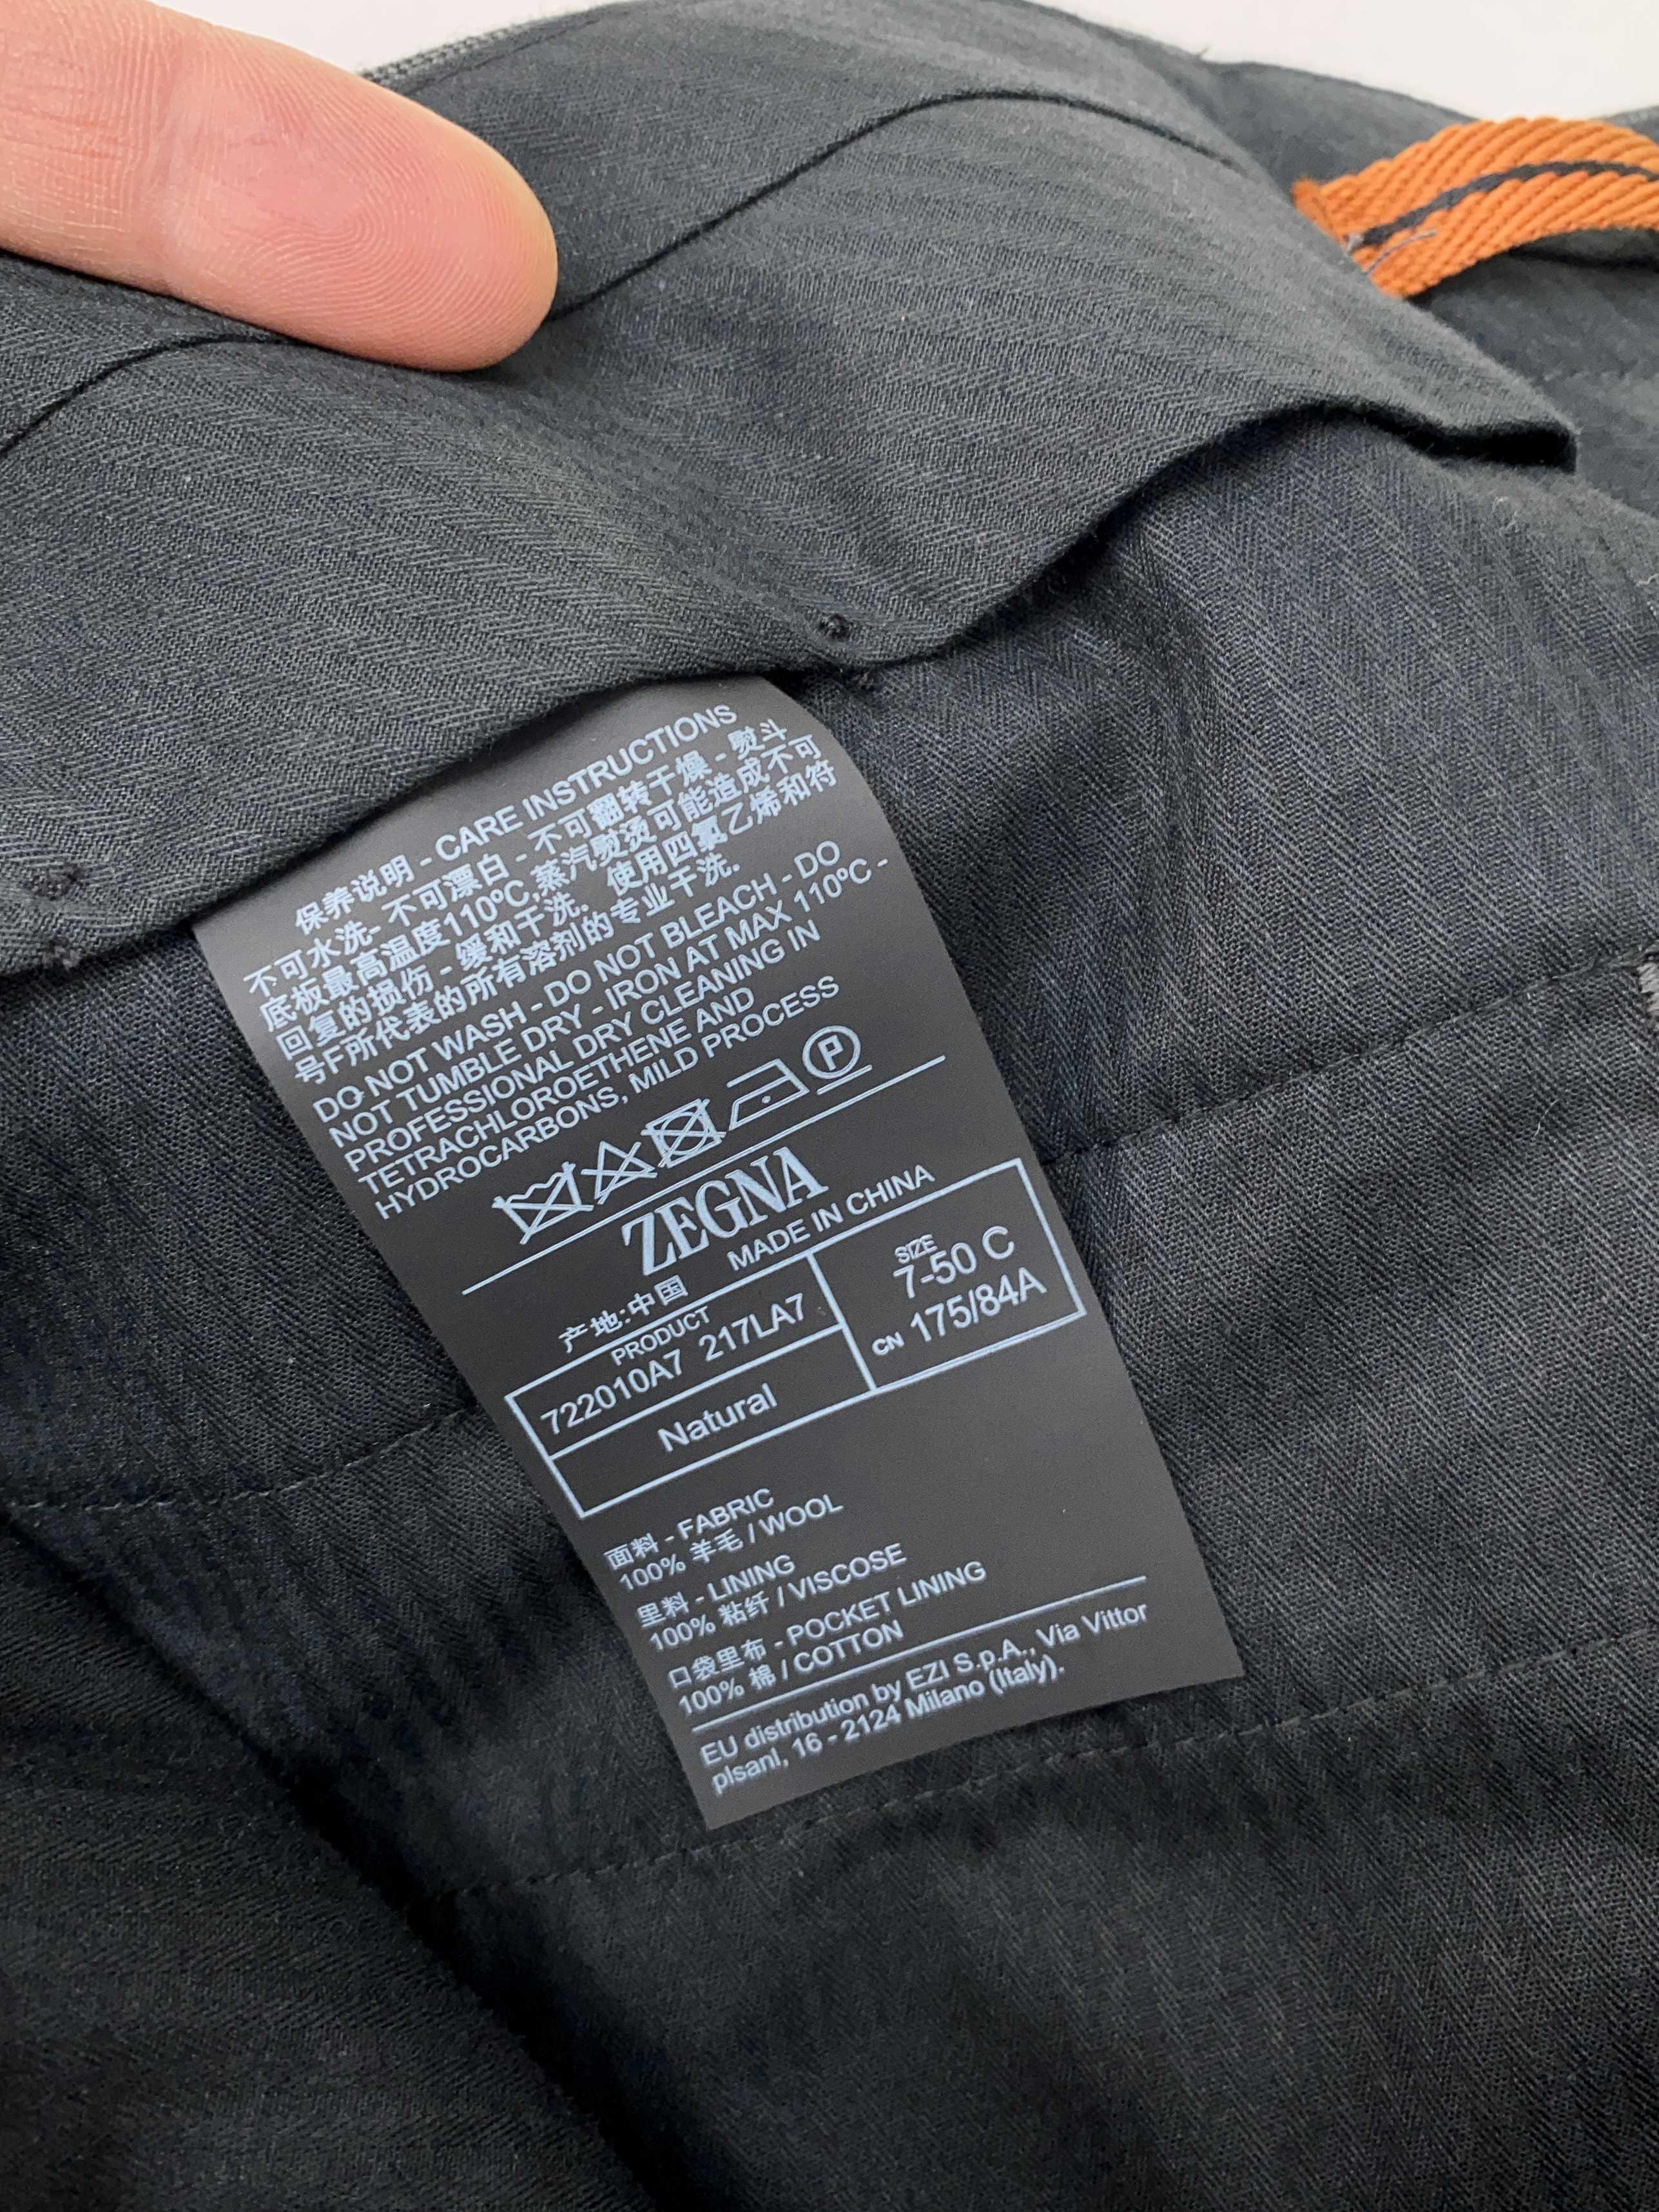 保养说明 - CARE INSTRUCTIONS
不可水洗- 不可漂白 - 不可翻转干燥 - 熨斗
底板最高温度110ºC,蒸汽熨烫可能造成不可
回复的损伤 - 缓和干洗. 使用四氯乙烯和符
号F所代表的所有溶剂的专业干洗.
DO NOT WASH - DO NOT BLEACH - DO
NOT TUMBLE DRY - IRON AT MAX 110ºC -
PROFESSIONAL DRY CLEANING IN
TETRACHLOROETHENE AND
HYDROCARBONS, MILD PROCESS
P
ZEGNA
产地:中国 MADE IN CHINA
PRODUCT
722010A7 217LA7
Natural
SIZE
7-50 C
CN 175/84A
面料 - FABRIC
100% 羊毛 / WOOL
里料 - LINING
100% 粘纤 / VISCOSE
口袋里布 - POCKET LINING
100% 棉 / COTTON
EU distribution by EZI S.p.A., Via Vittor
pIsanI, 16 - 2124 Milano (Italy).